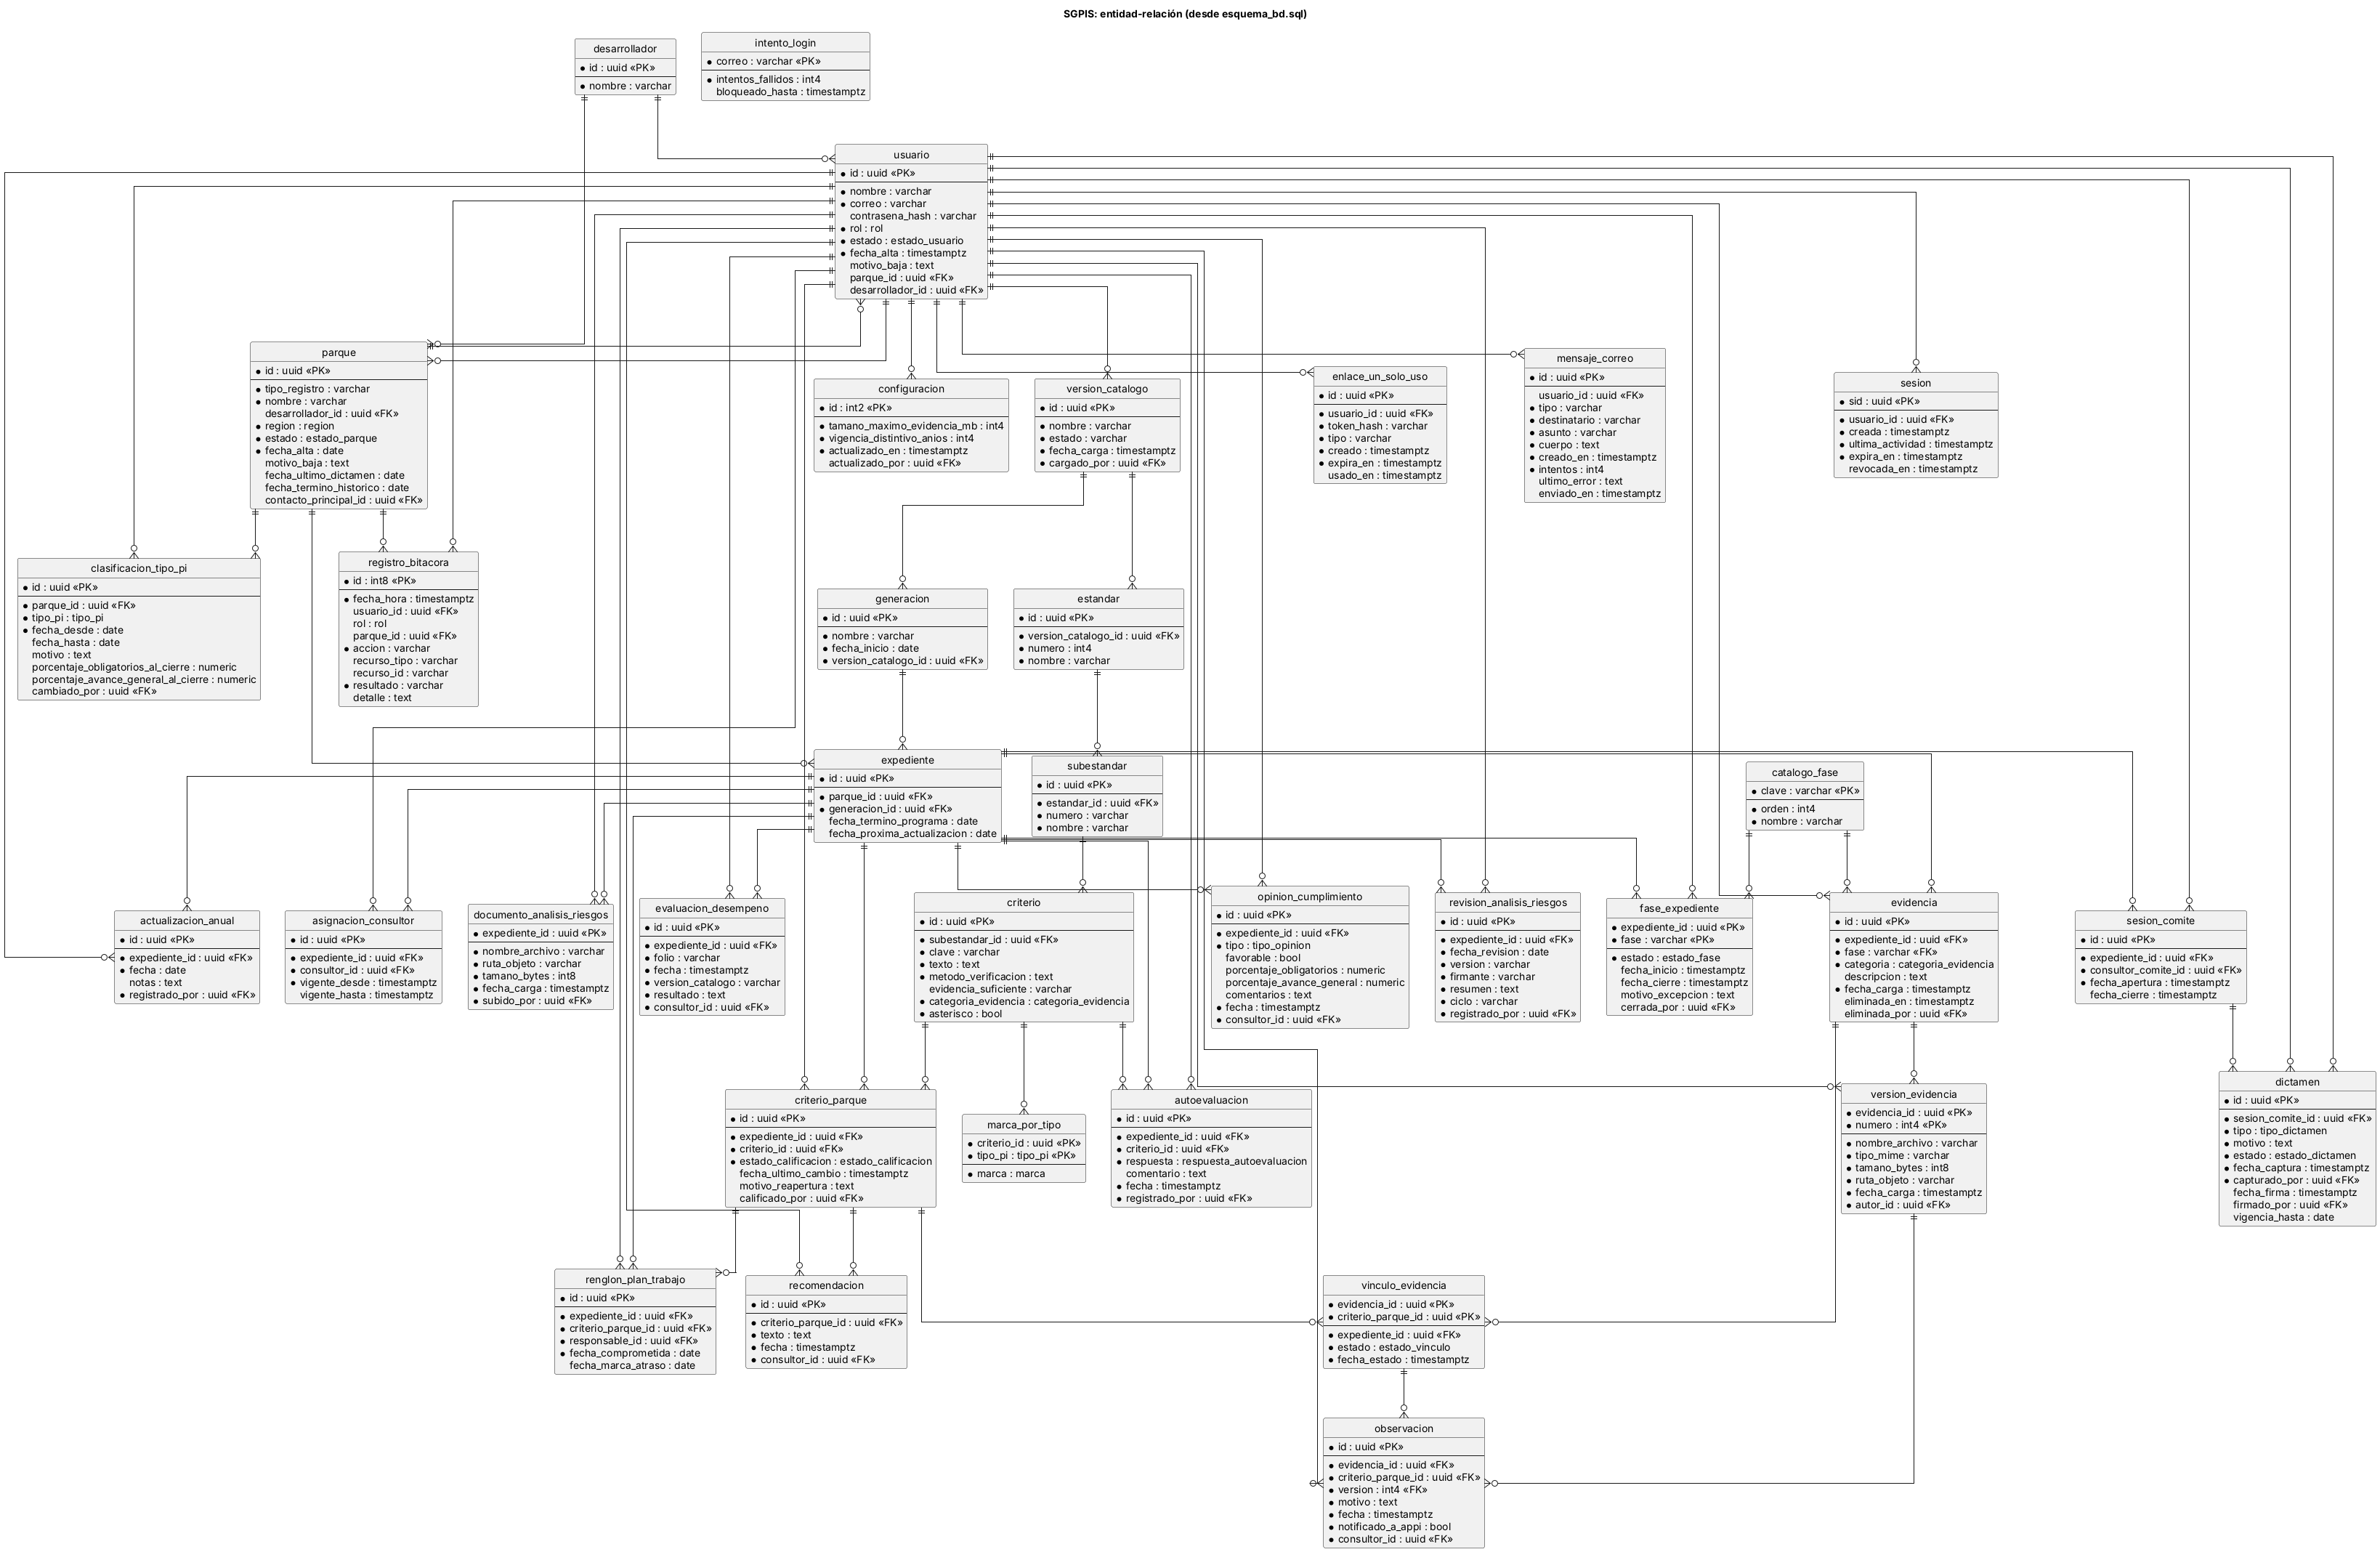 SGPIS: entidad-relación (desde esquema_bd.sql)
desarrollador
id : uuid «PK»
nombre : varchar
intento_login
correo : varchar «PK»
intentos_fallidos : int4
bloqueado_hasta : timestamptz
usuario
id : uuid «PK»
nombre : varchar
correo : varchar
contrasena_hash : varchar
rol : rol
estado : estado_usuario
fecha_alta : timestamptz
motivo_baja : text
parque_id : uuid «FK»
desarrollador_id : uuid «FK»
parque
id : uuid «PK»
tipo_registro : varchar
nombre : varchar
desarrollador_id : uuid «FK»
region : region
estado : estado_parque
fecha_alta : date
motivo_baja : text
fecha_ultimo_dictamen : date
fecha_termino_historico : date
contacto_principal_id : uuid «FK»
configuracion
id : int2 «PK»
tamano_maximo_evidencia_mb : int4
vigencia_distintivo_anios : int4
actualizado_en : timestamptz
actualizado_por : uuid «FK»
version_catalogo
id : uuid «PK»
nombre : varchar
estado : varchar
fecha_carga : timestamptz
cargado_por : uuid «FK»
enlace_un_solo_uso
id : uuid «PK»
usuario_id : uuid «FK»
token_hash : varchar
tipo : varchar
creado : timestamptz
expira_en : timestamptz
usado_en : timestamptz
mensaje_correo
id : uuid «PK»
usuario_id : uuid «FK»
tipo : varchar
destinatario : varchar
asunto : varchar
cuerpo : text
creado_en : timestamptz
intentos : int4
ultimo_error : text
enviado_en : timestamptz
sesion
sid : uuid «PK»
usuario_id : uuid «FK»
creada : timestamptz
ultima_actividad : timestamptz
expira_en : timestamptz
revocada_en : timestamptz
clasificacion_tipo_pi
id : uuid «PK»
parque_id : uuid «FK»
tipo_pi : tipo_pi
fecha_desde : date
fecha_hasta : date
motivo : text
porcentaje_obligatorios_al_cierre : numeric
porcentaje_avance_general_al_cierre : numeric
cambiado_por : uuid «FK»
registro_bitacora
id : int8 «PK»
fecha_hora : timestamptz
usuario_id : uuid «FK»
rol : rol
parque_id : uuid «FK»
accion : varchar
recurso_tipo : varchar
recurso_id : varchar
resultado : varchar
detalle : text
generacion
id : uuid «PK»
nombre : varchar
fecha_inicio : date
version_catalogo_id : uuid «FK»
estandar
id : uuid «PK»
version_catalogo_id : uuid «FK»
numero : int4
nombre : varchar
expediente
id : uuid «PK»
parque_id : uuid «FK»
generacion_id : uuid «FK»
fecha_termino_programa : date
fecha_proxima_actualizacion : date
subestandar
id : uuid «PK»
estandar_id : uuid «FK»
numero : varchar
nombre : varchar
catalogo_fase
clave : varchar «PK»
orden : int4
nombre : varchar
actualizacion_anual
id : uuid «PK»
expediente_id : uuid «FK»
fecha : date
notas : text
registrado_por : uuid «FK»
asignacion_consultor
id : uuid «PK»
expediente_id : uuid «FK»
consultor_id : uuid «FK»
vigente_desde : timestamptz
vigente_hasta : timestamptz
documento_analisis_riesgos
expediente_id : uuid «PK»
nombre_archivo : varchar
ruta_objeto : varchar
tamano_bytes : int8
fecha_carga : timestamptz
subido_por : uuid «FK»
evaluacion_desempeno
id : uuid «PK»
expediente_id : uuid «FK»
folio : varchar
fecha : timestamptz
version_catalogo : varchar
resultado : text
consultor_id : uuid «FK»
criterio
id : uuid «PK»
subestandar_id : uuid «FK»
clave : varchar
texto : text
metodo_verificacion : text
evidencia_suficiente : varchar
categoria_evidencia : categoria_evidencia
asterisco : bool
opinion_cumplimiento
id : uuid «PK»
expediente_id : uuid «FK»
tipo : tipo_opinion
favorable : bool
porcentaje_obligatorios : numeric
porcentaje_avance_general : numeric
comentarios : text
fecha : timestamptz
consultor_id : uuid «FK»
revision_analisis_riesgos
id : uuid «PK»
expediente_id : uuid «FK»
fecha_revision : date
version : varchar
firmante : varchar
resumen : text
ciclo : varchar
registrado_por : uuid «FK»
fase_expediente
expediente_id : uuid «PK»
fase : varchar «PK»
estado : estado_fase
fecha_inicio : timestamptz
fecha_cierre : timestamptz
motivo_excepcion : text
cerrada_por : uuid «FK»
evidencia
id : uuid «PK»
expediente_id : uuid «FK»
fase : varchar «FK»
categoria : categoria_evidencia
descripcion : text
fecha_carga : timestamptz
eliminada_en : timestamptz
eliminada_por : uuid «FK»
sesion_comite
id : uuid «PK»
expediente_id : uuid «FK»
consultor_comite_id : uuid «FK»
fecha_apertura : timestamptz
fecha_cierre : timestamptz
criterio_parque
id : uuid «PK»
expediente_id : uuid «FK»
criterio_id : uuid «FK»
estado_calificacion : estado_calificacion
fecha_ultimo_cambio : timestamptz
motivo_reapertura : text
calificado_por : uuid «FK»
marca_por_tipo
criterio_id : uuid «PK»
tipo_pi : tipo_pi «PK»
marca : marca
autoevaluacion
id : uuid «PK»
expediente_id : uuid «FK»
criterio_id : uuid «FK»
respuesta : respuesta_autoevaluacion
comentario : text
fecha : timestamptz
registrado_por : uuid «FK»
version_evidencia
evidencia_id : uuid «PK»
numero : int4 «PK»
nombre_archivo : varchar
tipo_mime : varchar
tamano_bytes : int8
ruta_objeto : varchar
fecha_carga : timestamptz
autor_id : uuid «FK»
dictamen
id : uuid «PK»
sesion_comite_id : uuid «FK»
tipo : tipo_dictamen
motivo : text
estado : estado_dictamen
fecha_captura : timestamptz
capturado_por : uuid «FK»
fecha_firma : timestamptz
firmado_por : uuid «FK»
vigencia_hasta : date
renglon_plan_trabajo
id : uuid «PK»
expediente_id : uuid «FK»
criterio_parque_id : uuid «FK»
responsable_id : uuid «FK»
fecha_comprometida : date
fecha_marca_atraso : date
recomendacion
id : uuid «PK»
criterio_parque_id : uuid «FK»
texto : text
fecha : timestamptz
consultor_id : uuid «FK»
vinculo_evidencia
evidencia_id : uuid «PK»
criterio_parque_id : uuid «PK»
expediente_id : uuid «FK»
estado : estado_vinculo
fecha_estado : timestamptz
observacion
id : uuid «PK»
evidencia_id : uuid «FK»
criterio_parque_id : uuid «FK»
version : int4 «FK»
motivo : text
fecha : timestamptz
notificado_a_appi : bool
consultor_id : uuid «FK»